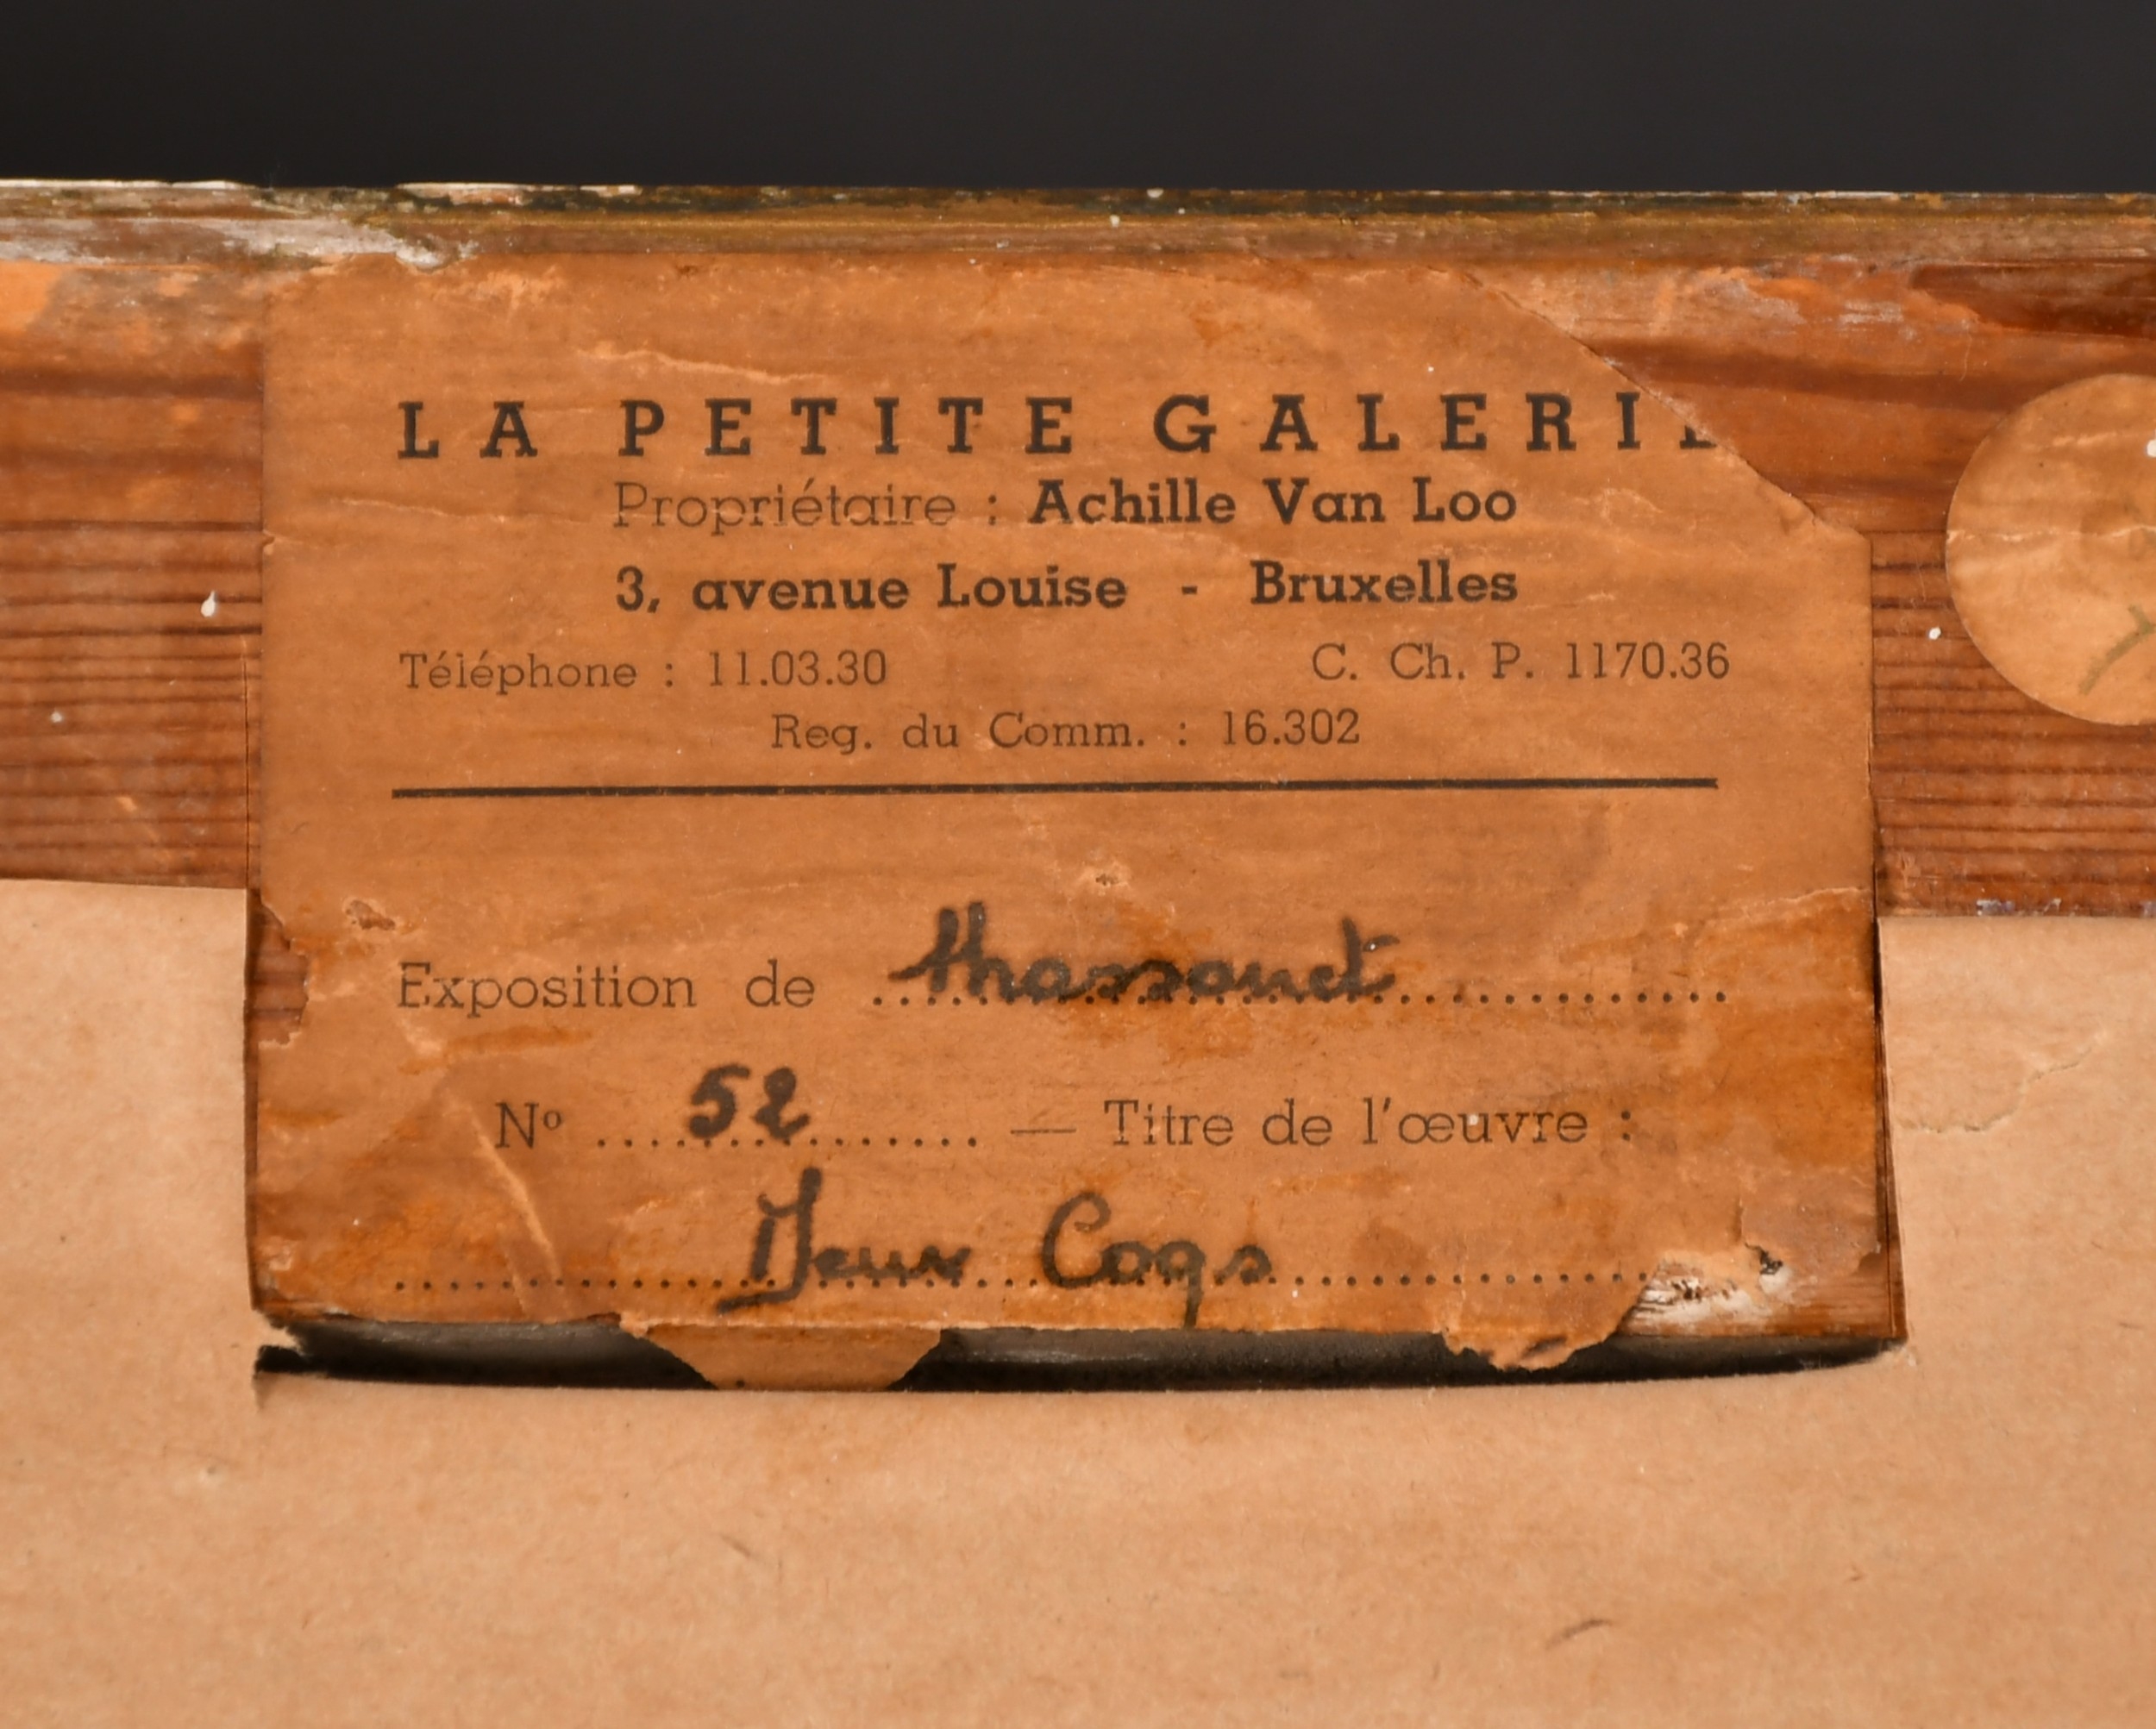 LA PETITE GALERIE
Propriétaire : Achille Van Loo
3, avenue Louise - Bruxelles
Téléphone : 11.03.30 C. Ch. P. 1170.36
Reg. du Comm. : 16.302
Exposition de
Nº 52 — Titre de l'œuvre :
Deux Coqs